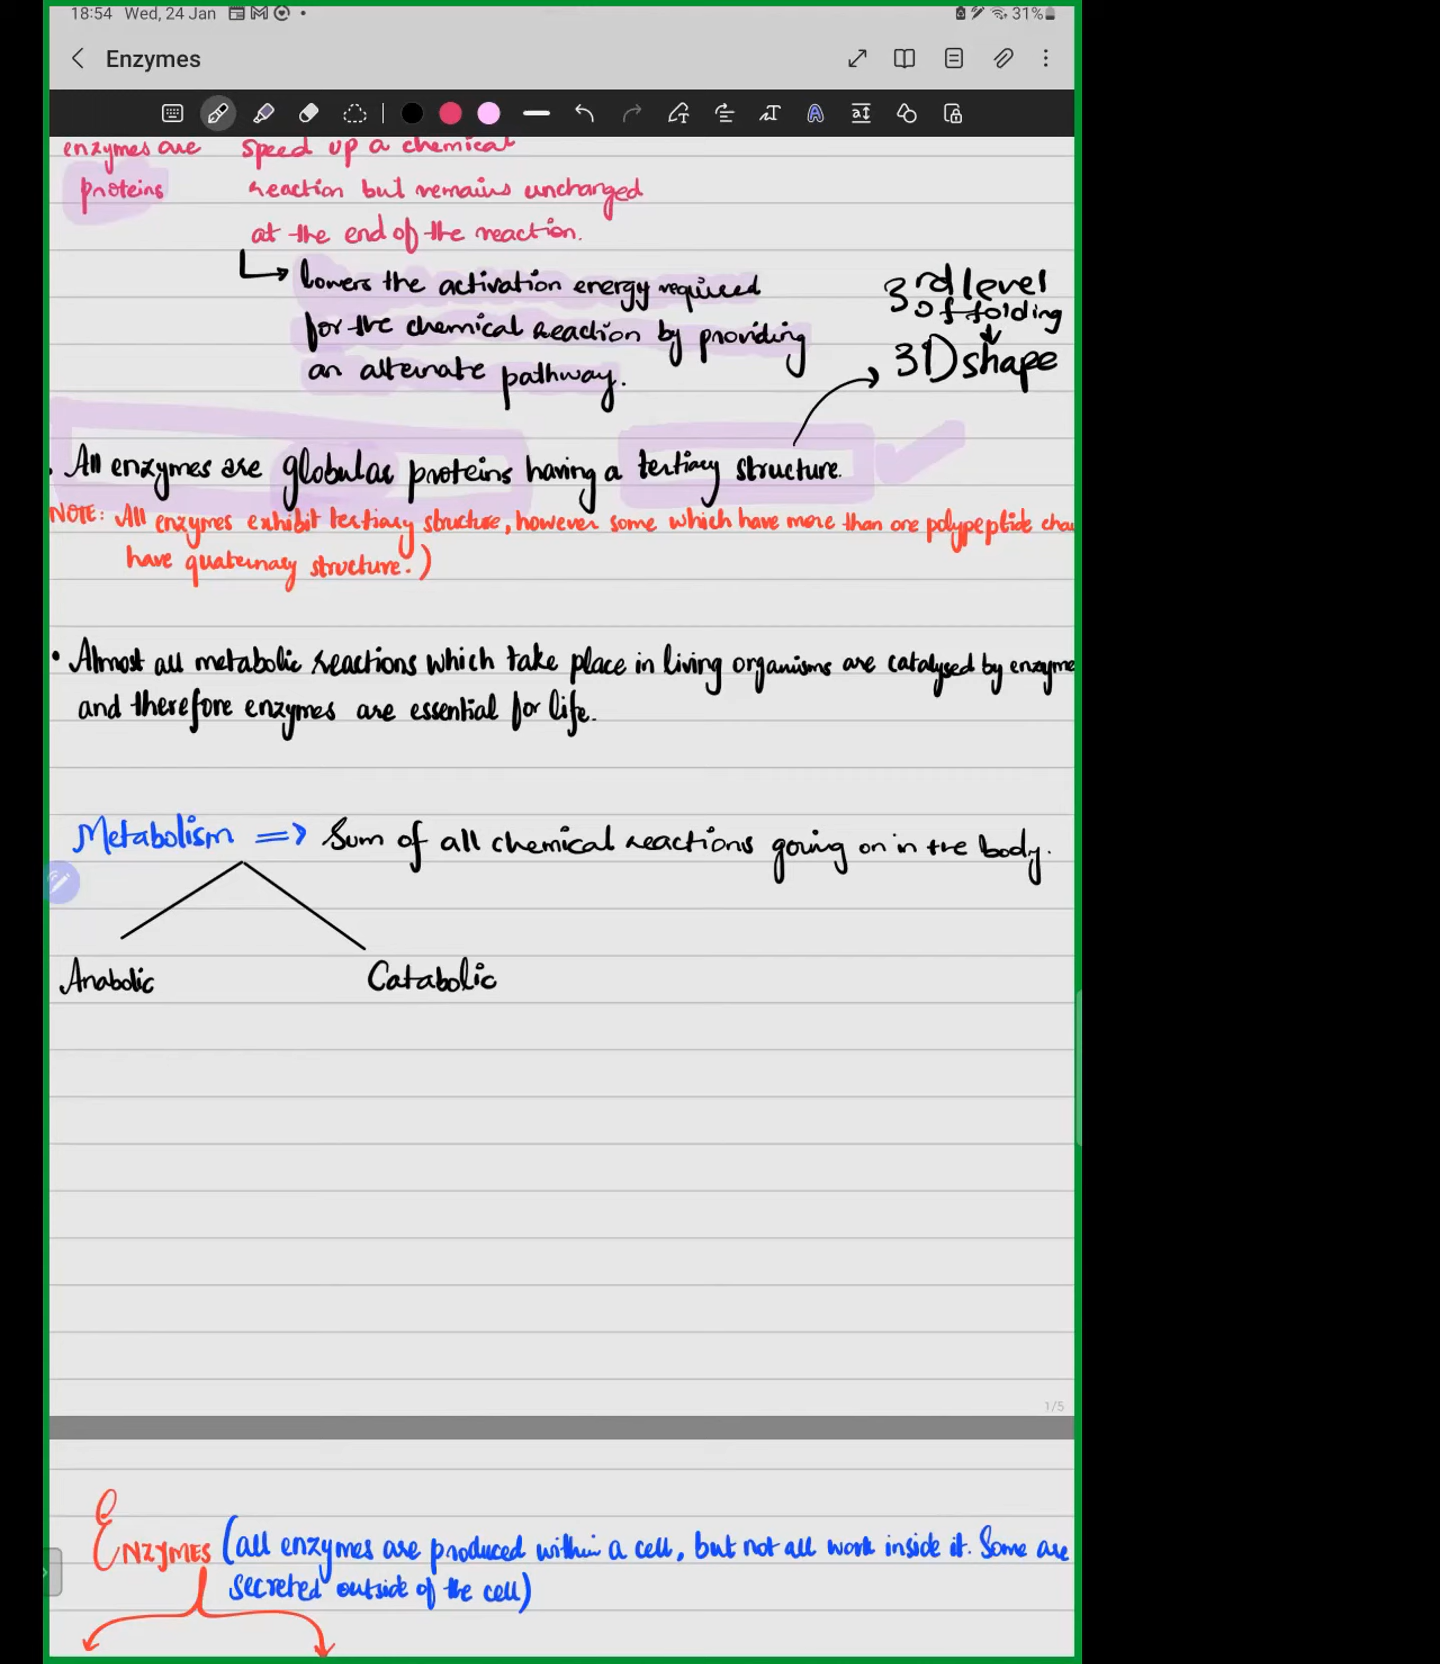 18:54 Wed, 24 Jan
31%
Enzymes
enzymes are speed up a chemical
proteins reaction but remains unchanged
at the end of the reaction.
lowers the activation energy required
for the chemical reaction by providing
an alternate pathway.
3rd level
of folding
3D shape
All enzymes are globular proteins having a tertiary structure.
NOTE: All enzymes exhibit tertiary structure, however some which have more than one polypeptide chai
have quaternary structure.)
• Almost all metabolic reactions which take place in living organisms are catalysed by enzyme
and therefore enzymes are essential for life.
Metabolism => Sum of all chemical reactions going on in the body.
Anabolic Catabolic
1/5
ENZYMES (all enzymes are produced within a cell, but not all work inside it. Some are
secreted outside of the cell)